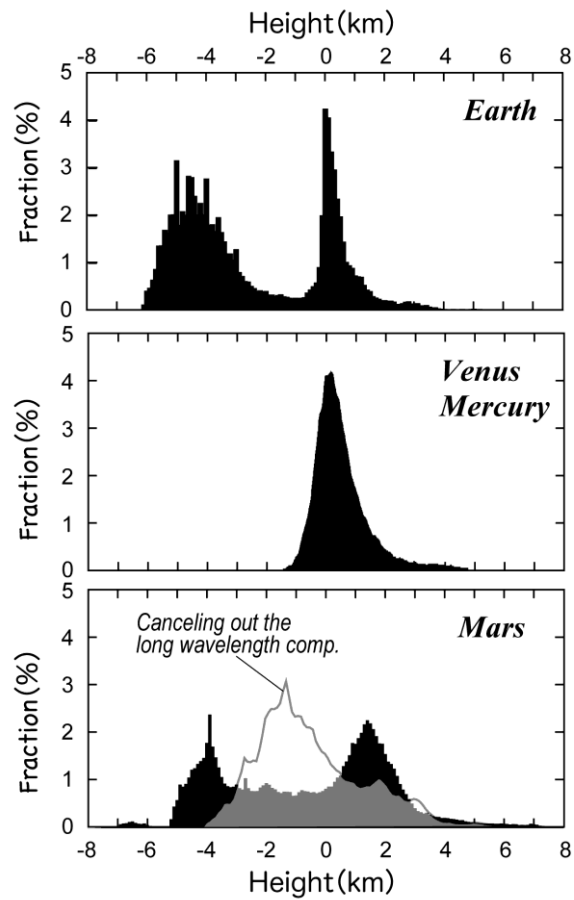 Height(km)
-8 -6 -4 -2 0 2 4 6 8
5
Earth
4
3
2
1
0
Fraction(%)
5
Venus
Mercury
4
3
2
1
0
Fraction(%)
5
Canceling out the
long wavelength comp.
Mars
4
3
2
1
0
Fraction(%)
-8 -6 -4 -2 0 2 4 6 8
Height(km)